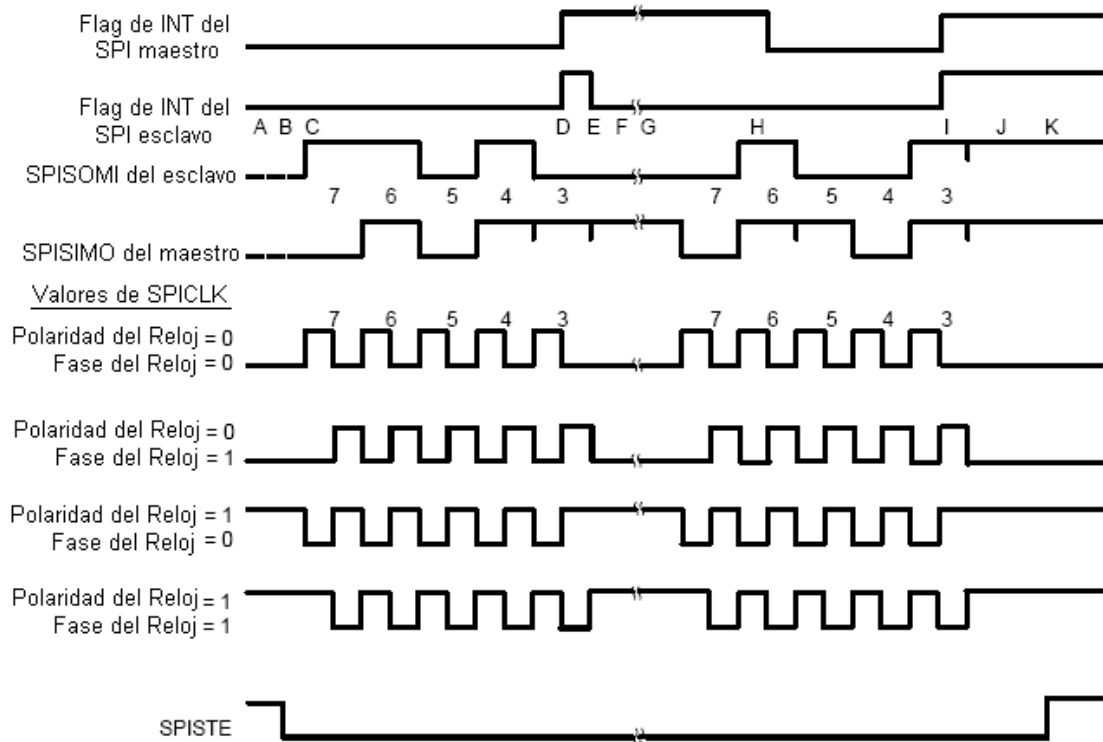 Flag de INT del
SPI maestro
Flag de INT del
SPI esclavo
A B C D E F G H I J K
SPISOMI del esclavo
7 6 5 4 3 7 6 5 4 3
SPISIMO del maestro
Valores de SPICLK
7 6 5 4 3 7 6 5 4 3
Polaridad del Reloj = 0
Fase del Reloj = 0
Polaridad del Reloj = 0
Fase del Reloj = 1
Polaridad del Reloj = 1
Fase del Reloj = 0
Polaridad del Reloj = 1
Fase del Reloj = 1
SPISTE